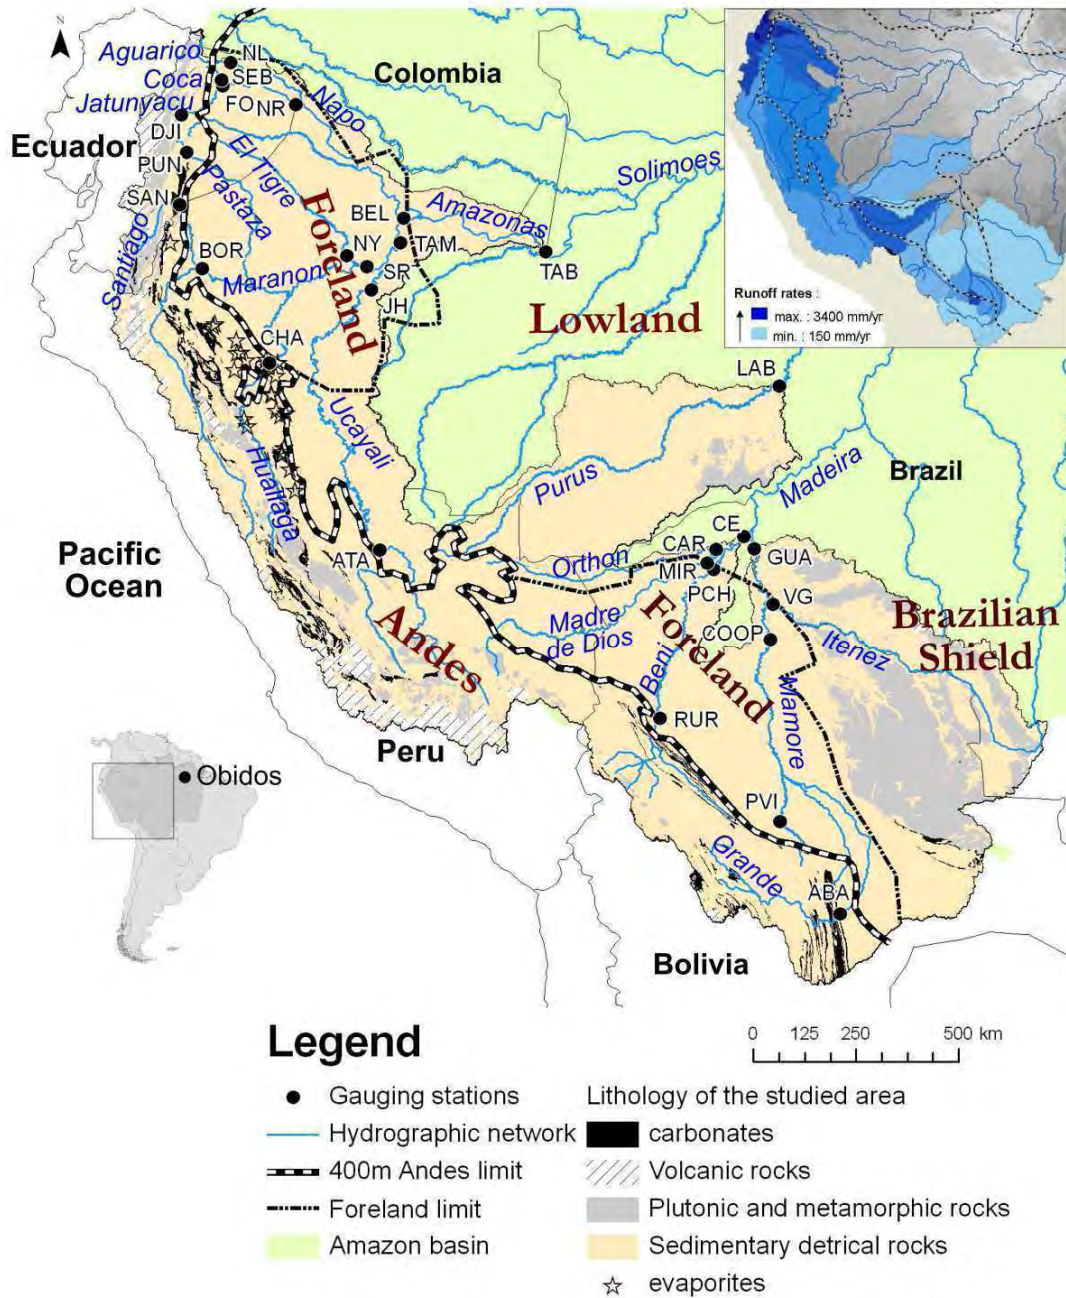 N
Aguarico
NL
Coca
SEB
Jatunyacu
FO
NR
Napo
Colombia
DJI
Ecuador
PUN
El Tigre
Pastaza
SAN
Santiago
BOR
Foreland
BEL
Amazonas
Solimoes
NY
TAM
Maranon
SR
TAB
JH
Lowland
CHA
LAB
Ucayali
Huallaga
Purus
Madeira
Brazil
Pacific
Ocean
ATA
Orthon
CE
CAR
GUA
MIR
PCH
VG
Andes
Madre
de Dios
Foreland
COOP
Brazilian
Shield
Itenez
Beni
Mamore
RUR
Peru
Obidos
PVI
Grande
ABA
Bolivia
Runoff rates :
max. : 3400 mm/yr
min. : 150 mm/yr
Legend
0 125 250 500 km
Gauging stations
Hydrographic network
400m Andes limit
Foreland limit
Amazon basin
Lithology of the studied area
carbonates
Volcanic rocks
Plutonic and metamorphic rocks
Sedimentary detrical rocks
evaporites